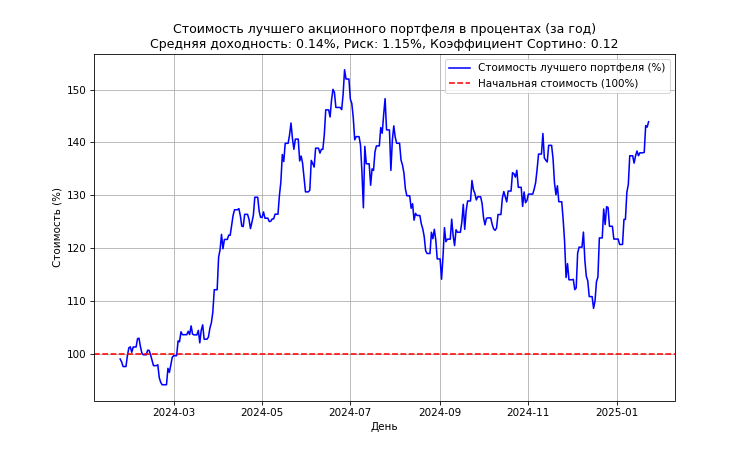 Стоимость лучшего акционного портфеля в процентах (за год)
Средняя доходность: 0.14%, Риск: 1.15%, Коэффициент Сортино: 0.12
Стоимость лучшего портфеля (%)
Начальная стоимость (100%)
Стоимость (%)
150
140
130
120
110
100
2024-03 2024-05 2024-07 2024-09 2024-11 2025-01
День